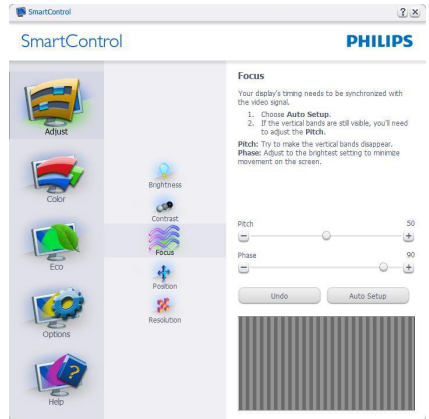 SmartControl
SmartControl
PHILIPS
Adjust
Color
Eco
Options
Help
Brightness
Contrast
Focus
Position
Resolution
Focus
Your display's timing needs to be synchronized with
the video signal.
1. Choose Auto Setup.
2. If the vertical bands are still visible, you'll need
to adjust the Pitch.
Pitch: Try to make the vertical bands disappear.
Phase: Adjust to the brightest setting to minimize
movement on the screen.
Pitch 50
Phase 90
Undo Auto Setup